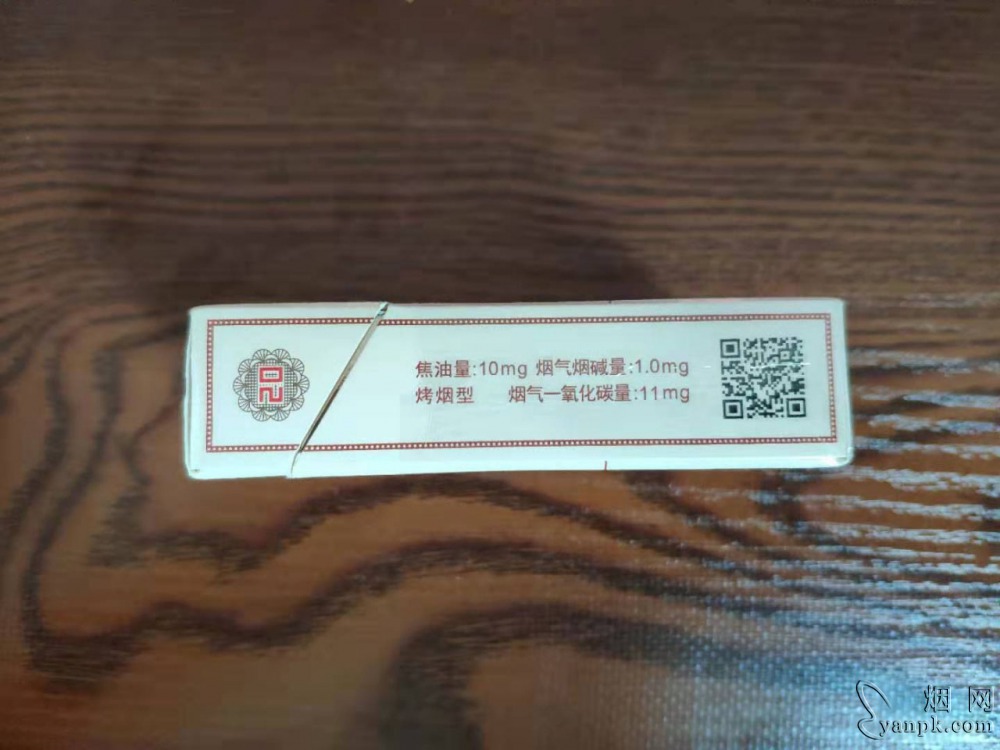 焦油量:10mg 烟气烟碱量:1.0mg
烤烟型 烟气一氧化碳量:11mg
烟网
yanpk.com